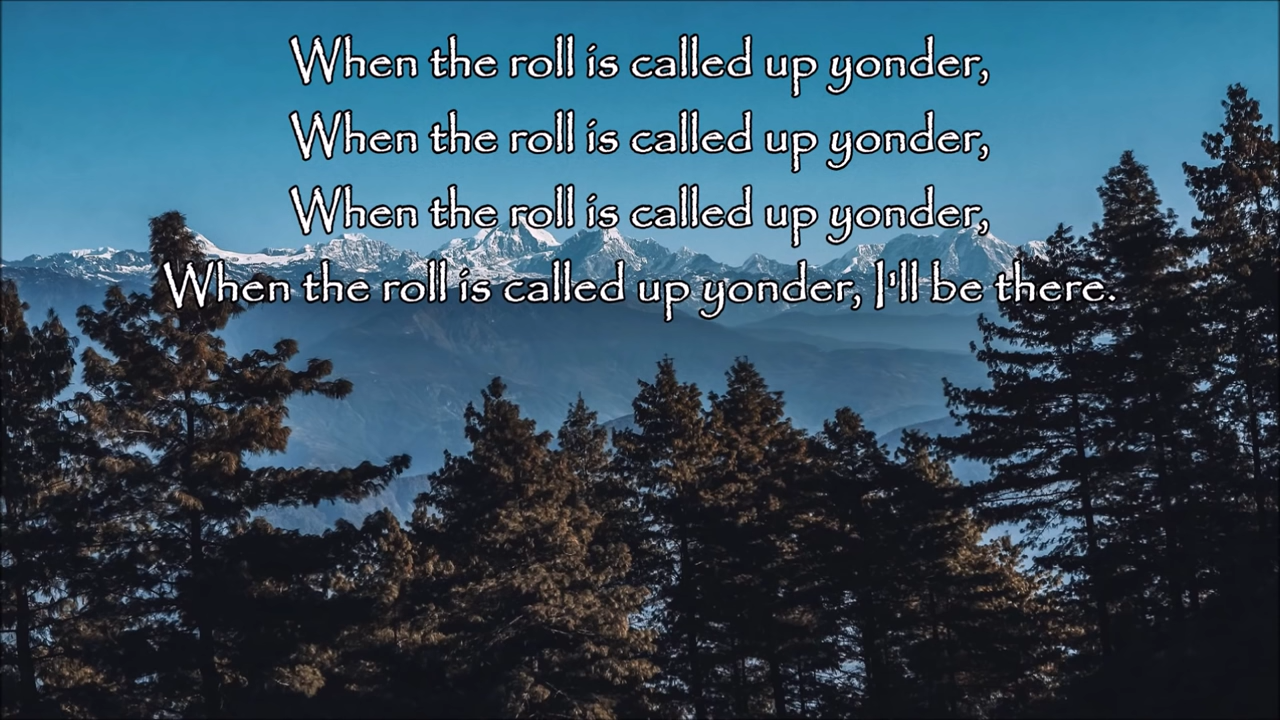 When the roll is called up yonder,
When the roll is called up yonder,
When the roll is called up yonder,
When the roll is called up yonder, I'll be there.